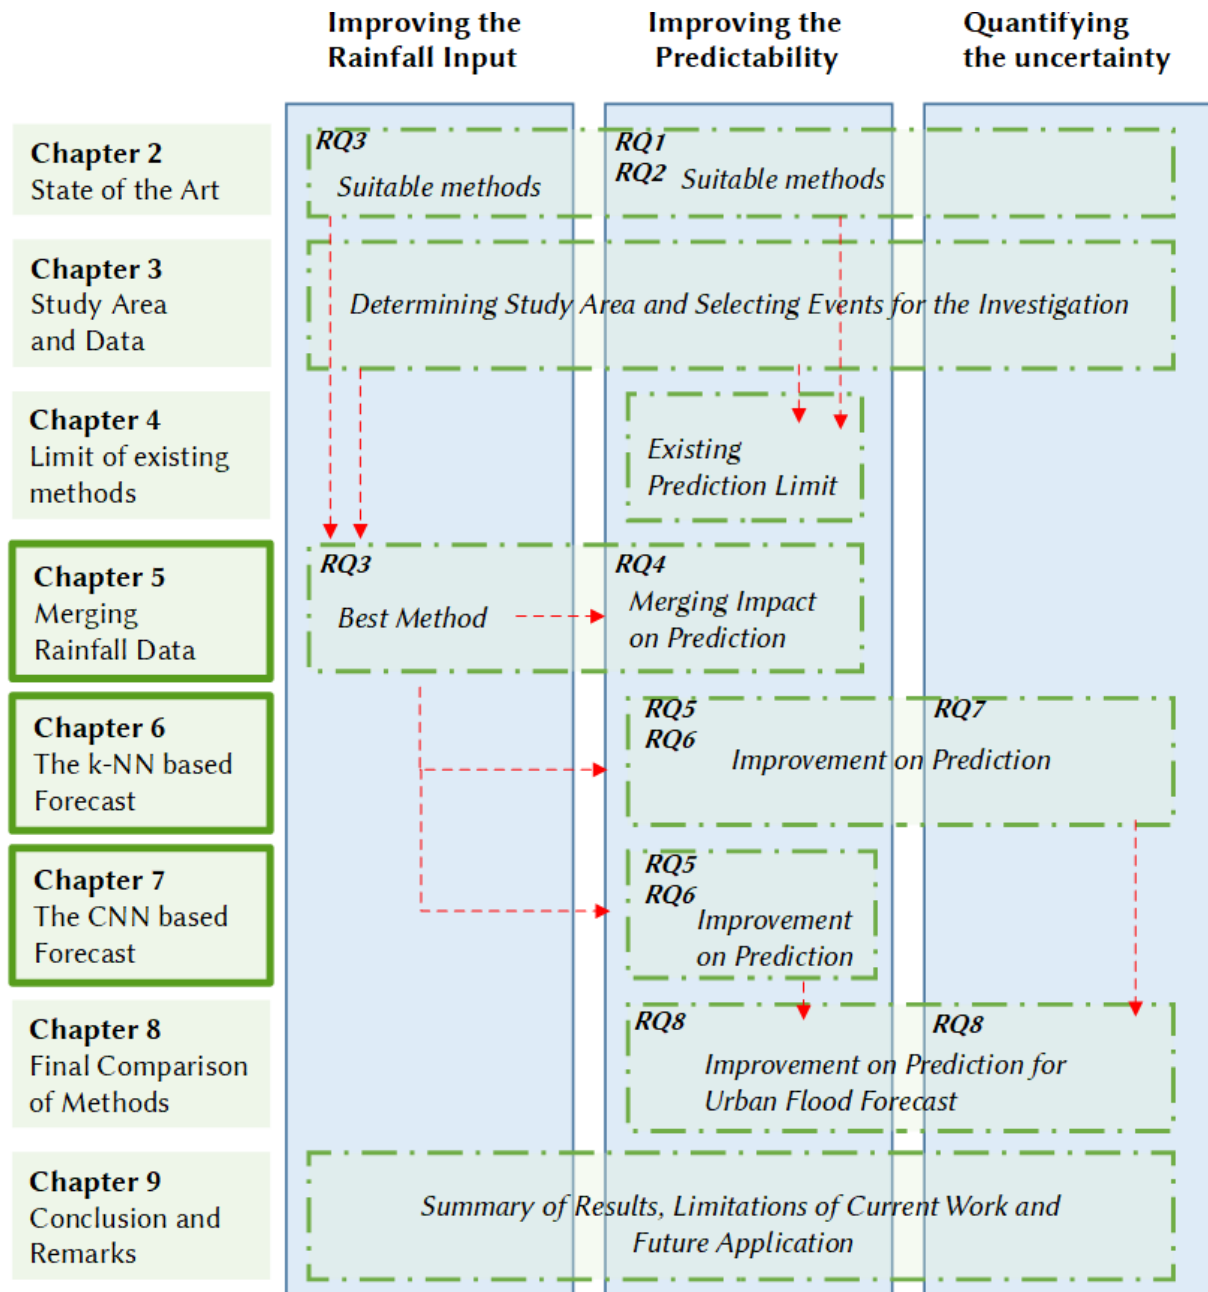 Improving the
Rainfall Input
Improving the
Predictability
Quantifying
the uncertainty
Chapter 2
State of the Art
RQ3
Suitable methods
RQ1
RQ2
Suitable methods
Chapter 3
Study Area
and Data
Determining Study Area and Selecting Events for the Investigation
Chapter 4
Limit of existing
methods
Existing
Prediction Limit
Chapter 5
Merging
Rainfall Data
RQ3
Best Method
RQ4
Merging Impact
on Prediction
Chapter 6
The k-NN based
Forecast
RQ5
RQ6
RQ7
Improvement on Prediction
Chapter 7
The CNN based
Forecast
RQ5
RQ6
Improvement
on Prediction
Chapter 8
Final Comparison
of Methods
RQ8
RQ8
Improvement on Prediction for
Urban Flood Forecast
Chapter 9
Conclusion and
Remarks
Summary of Results, Limitations of Current Work and
Future Application